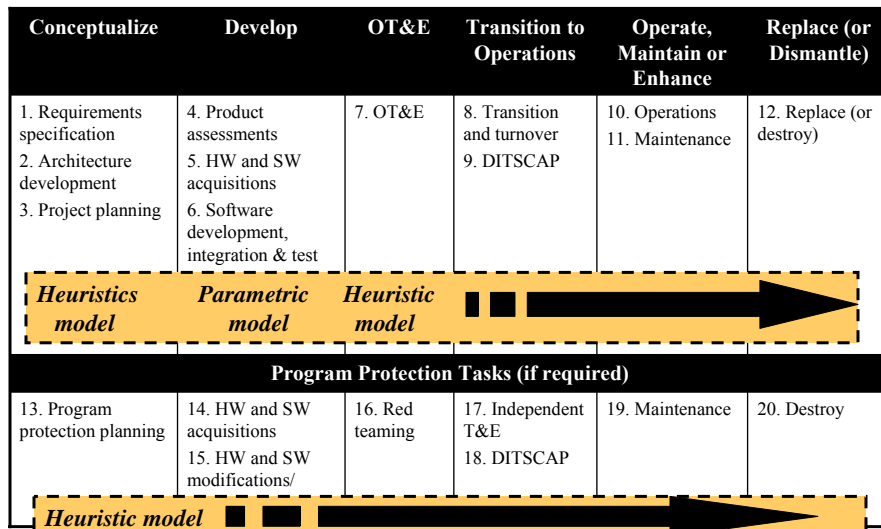 Conceptualize
Develop
OT&E
Transition to
Operations
Operate,
Maintain or
Enhance
Replace (or
Dismantle)
1. Requirements
specification
2. Architecture
development
3. Project planning
4. Product
assessments
5. HW and SW
acquisitions
6. Software
development,
integration & test
7. OT&E
8. Transition
and turnover
9. DITSCAP
10. Operations
11. Maintenance
12. Replace (or
destroy)
Heuristics
model
Parametric
model
Heuristic
model
Program Protection Tasks (if required)
13. Program
protection planning
14. HW and SW
acquisitions
15. HW and SW
modifications/
16. Red
teaming
17. Independent
T&E
18. DITSCAP
19. Maintenance
20. Destroy
Heuristic model